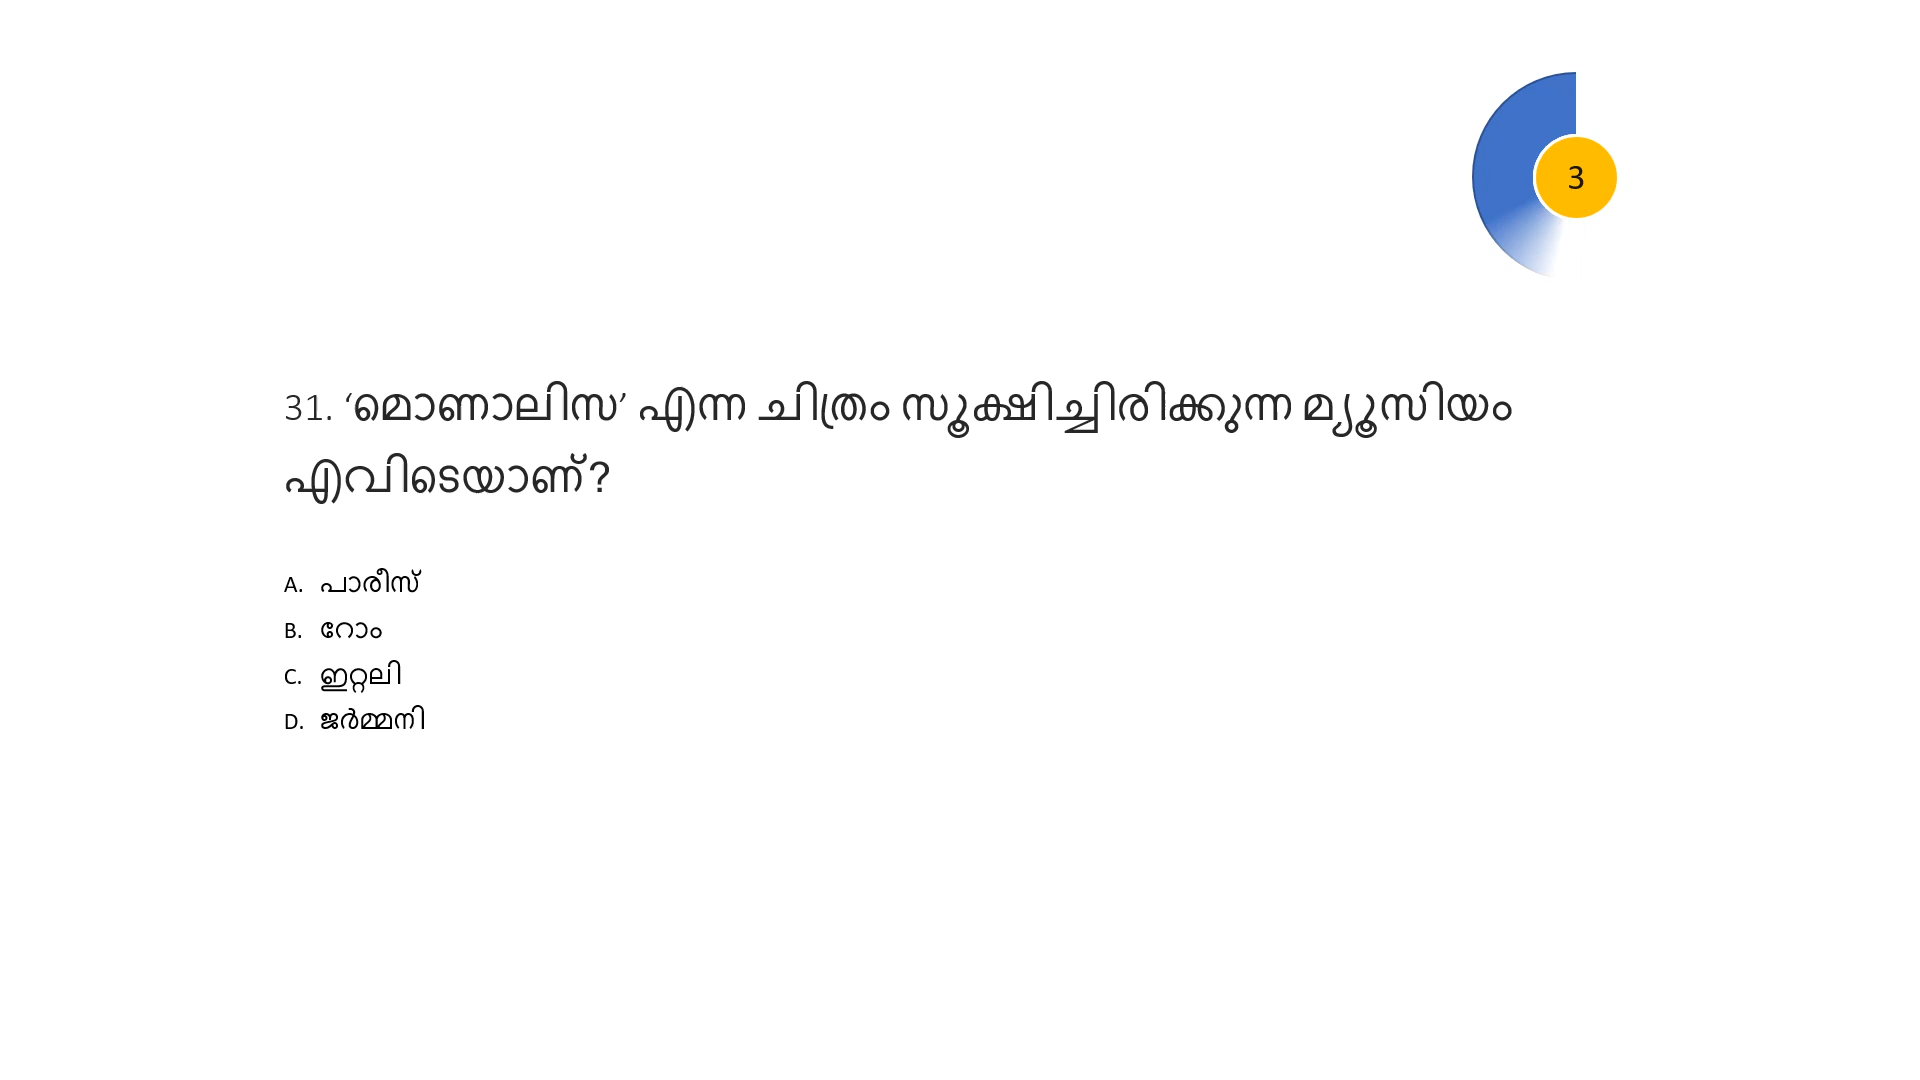 3
31. ‘മൊണാലിസ’ എന്ന ചിത്രം സൂക്ഷിച്ചിരിക്കുന്ന മ്യൂസിയം
എവിടെയാണ്?
A. പാരീസ്
B. റോം
C. ഇറ്റലി
D. ജർമ്മനി